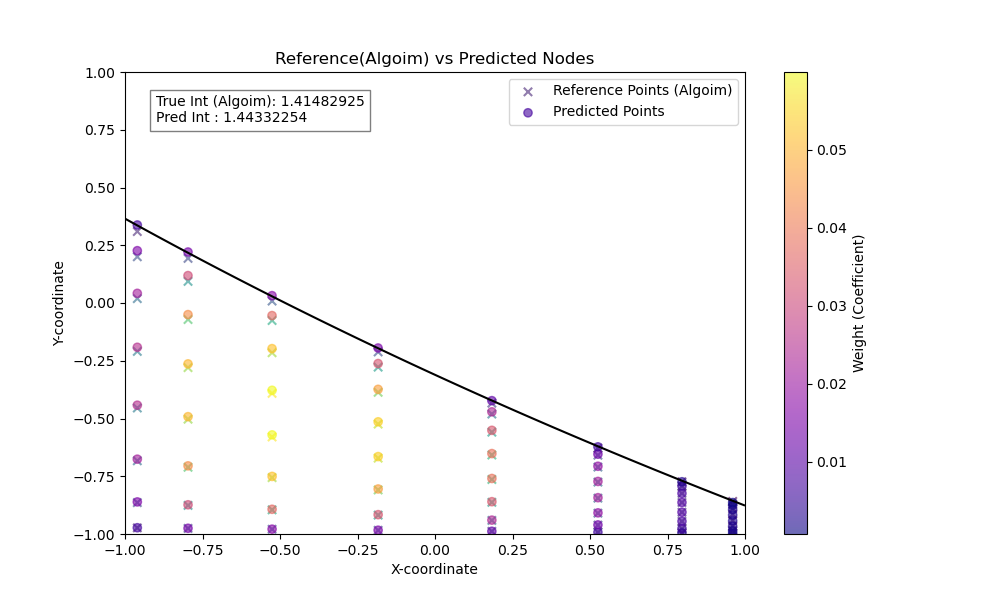 Reference(Algoim) vs Predicted Nodes
True Int (Algoim): 1.41482925
Pred Int : 1.44332254
Reference Points (Algoim)
Predicted Points
1.00
0.75
0.50
0.25
0.00
−0.25
−0.50
−0.75
−1.00
Y-coordinate
−1.00
−0.75
−0.50
−0.25
0.00
0.25
0.50
0.75
1.00
X-coordinate
0.05
0.04
0.03
0.02
0.01
Weight (Coefficient)